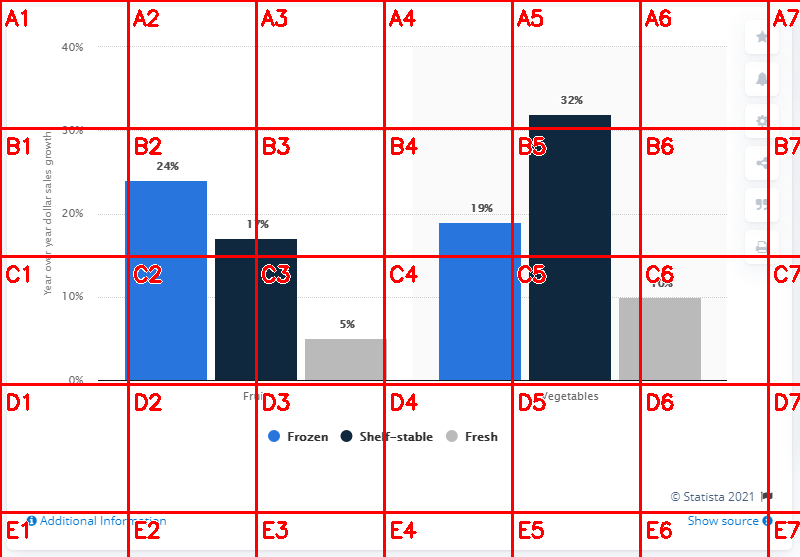 A1 A2 A3 A4 A5 A6 A7
40%
32%
30%
B1 B2 B3 B4 B5 B6 B7
24%
19%
20%
17%
Year over year dollar sales growth
C1 C2 C3 C4 C5 C6 C7
10%
10%
5%
0%
Fruit Vegetables
D1 D2 D3 D4 D5 D6 D7
Frozen Shelf-stable Fresh
© Statista 2021
Additional Information Show source
E1 E2 E3 E4 E5 E6 E7